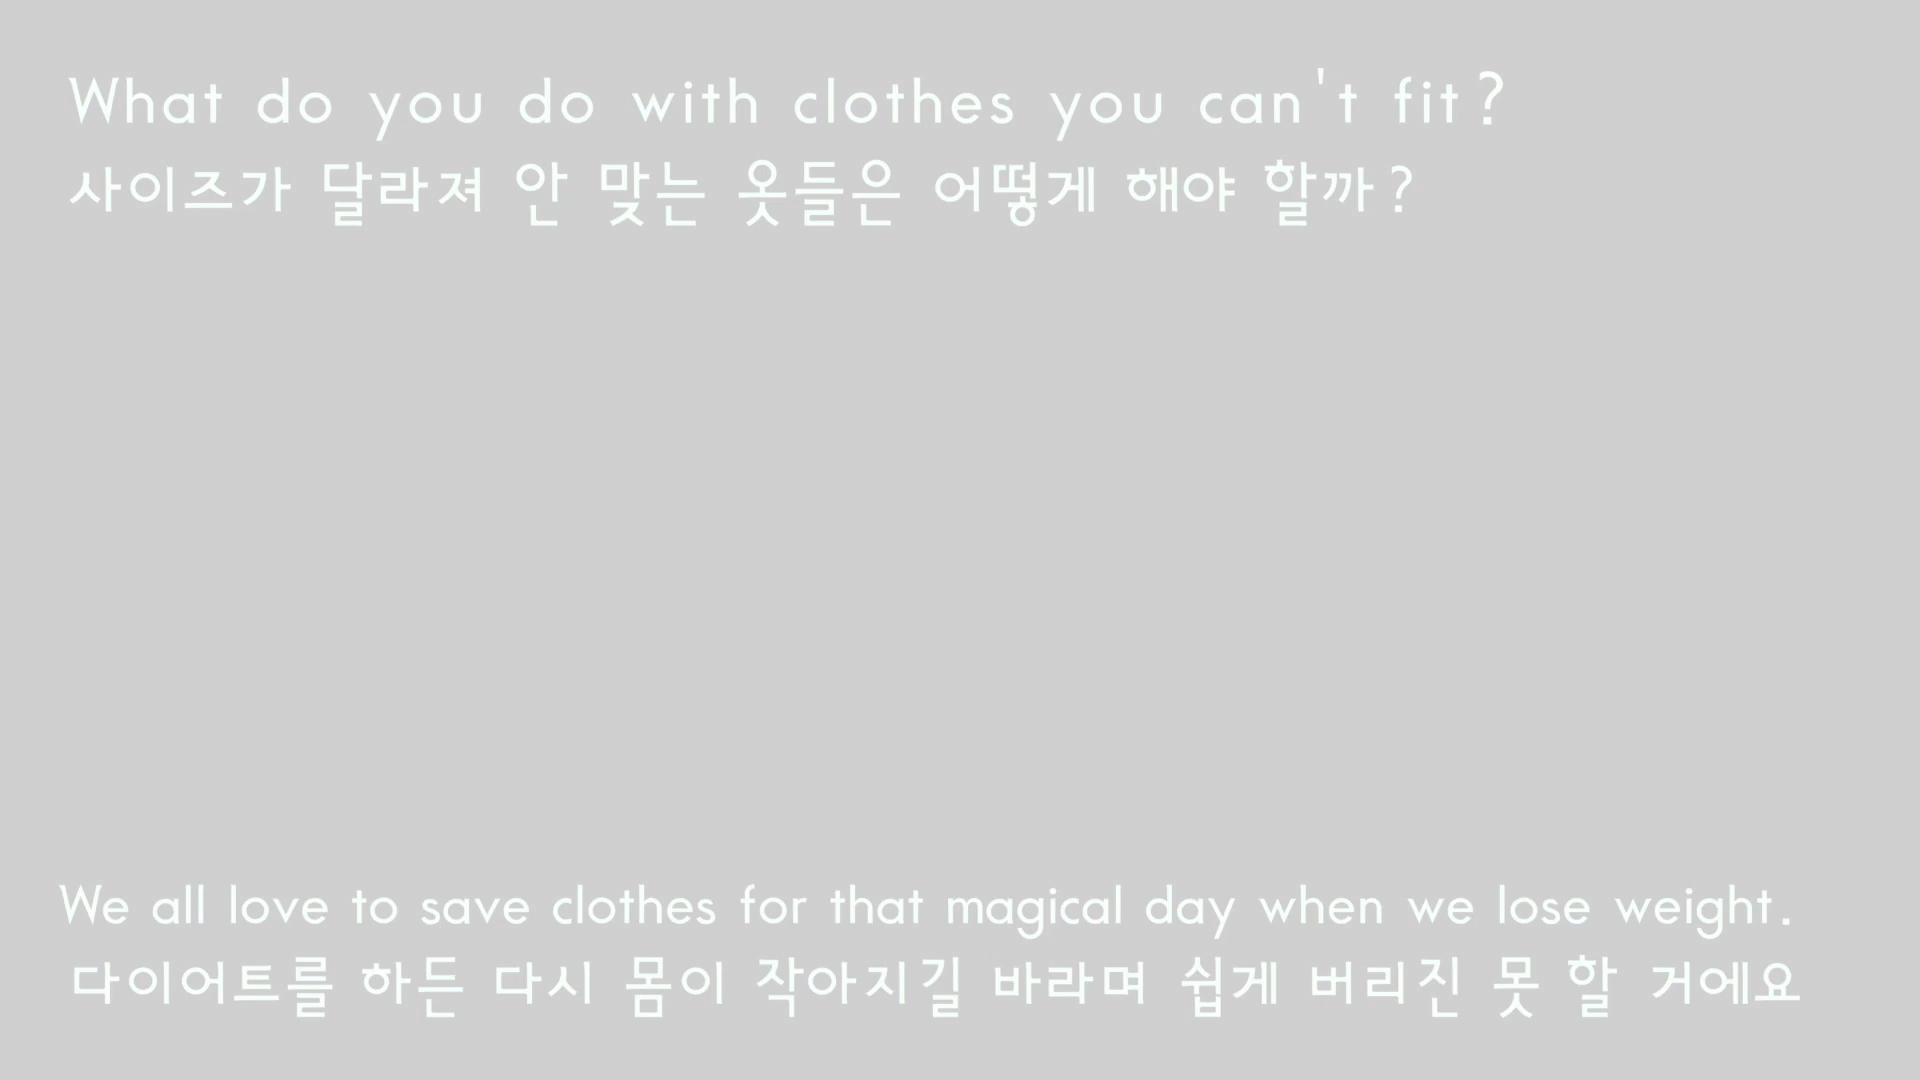 What do you do with clothes you can't fit?
사이즈가 달라져 안 맞는 옷들은 어떻게 해야 할까?
We all love to save clothes for that magical day when we lose weight.
다이어트를 하든 다시 몸이 작아지길 바라며 쉽게 버리진 못 할 거에요